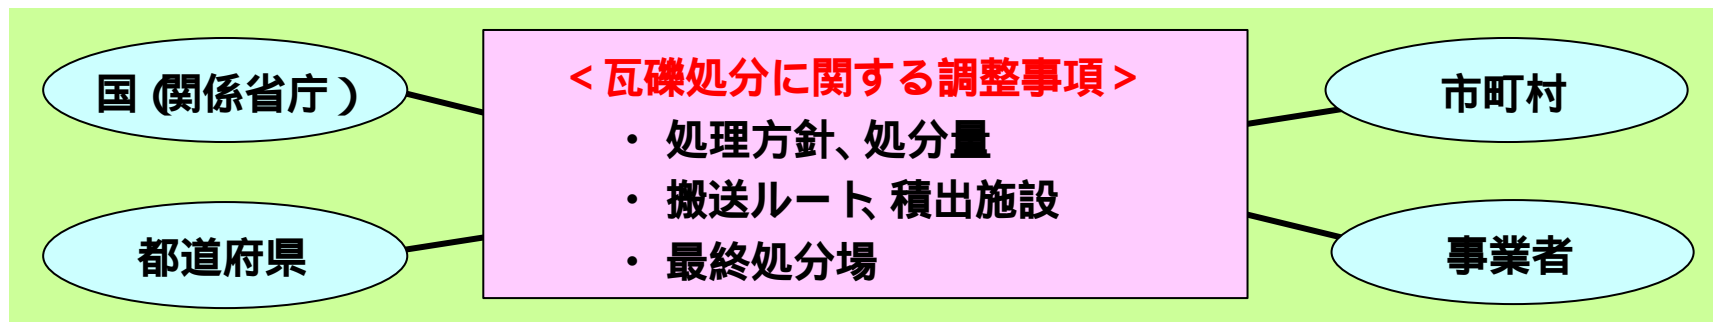 国(関係省庁)
都道府県
<瓦礫処分に関する調整事項>
・ 処理方針、処分量
・ 搬送ルート、積出施設
・ 最終処分場
市町村
事業者